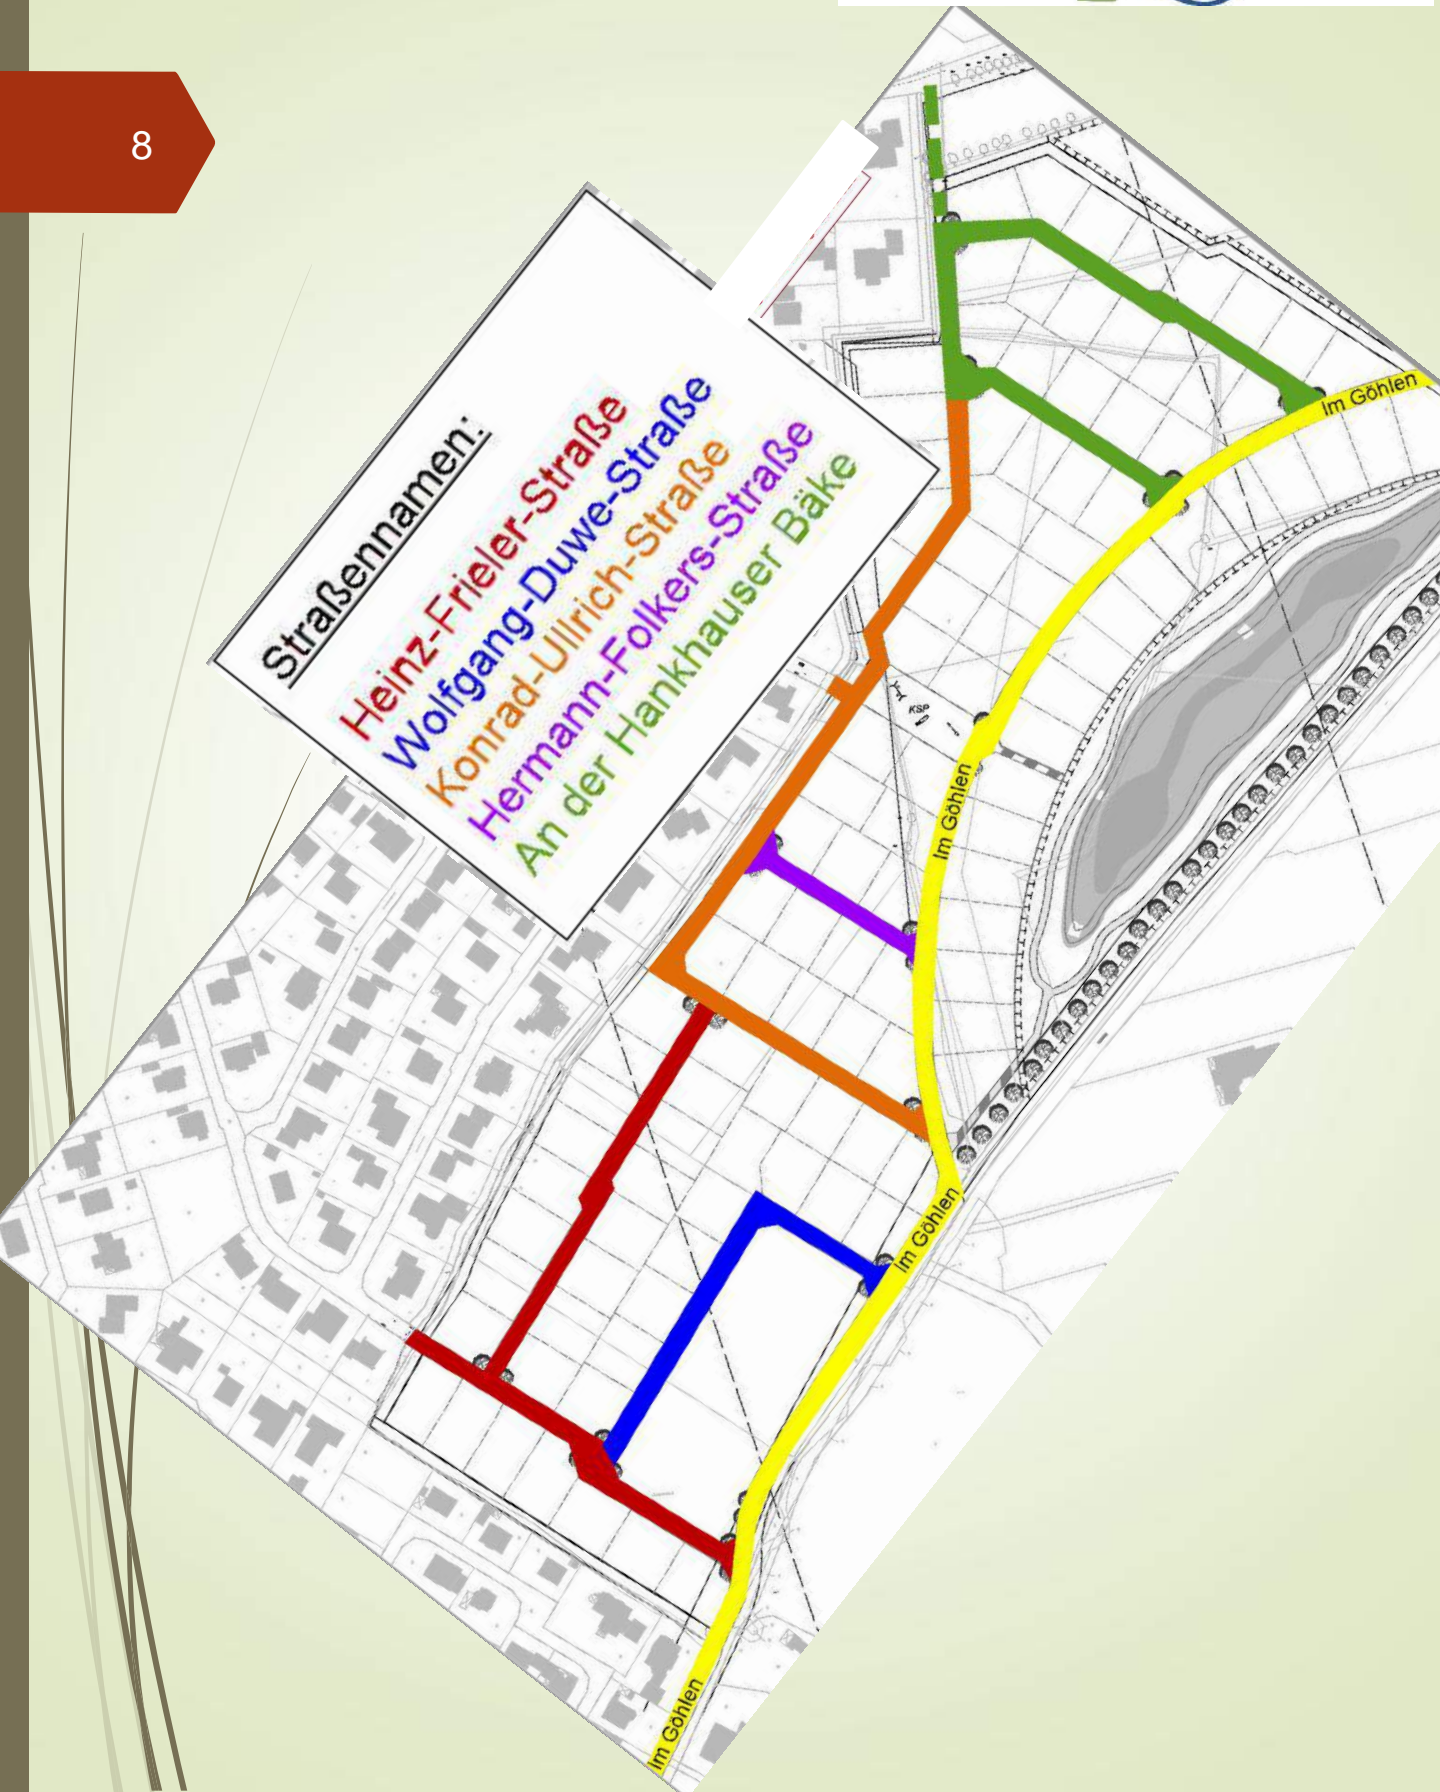 8
Straßennamen:
Heinz-Frieler-Straße
Wolfgang-Duwe-Straße
Konrad-Ullrich-Straße
Hermann-Folkers-Straße
An der Hankhauser Bäke
Im Göhlen
KSP
Im Göhlen
Im Göhlen
Im Göhlen